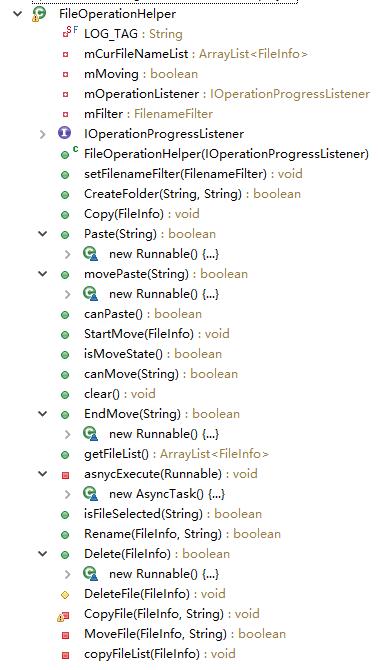 FileOperationHelper
LOG_TAG : String
mCurFileNameList : ArrayList<FileInfo>
mMoving : boolean
mOperationListener : IOperationProgressListener
mFilter : FilenameFilter
IOperationProgressListener
FileOperationHelper(IOperationProgressListener)
setFilenameFilter(FilenameFilter) : void
CreateFolder(String, String) : boolean
Copy(FileInfo) : void
Paste(String) : boolean
new Runnable() {...}
movePaste(String) : boolean
new Runnable() {...}
canPaste() : boolean
StartMove(FileInfo) : void
isMoveState() : boolean
canMove(String) : boolean
clear() : void
EndMove(String) : boolean
new Runnable() {...}
getFileList() : ArrayList<FileInfo>
asnycExecute(Runnable) : void
new AsyncTask() {...}
isFileSelected(String) : boolean
Rename(FileInfo, String) : boolean
Delete(FileInfo) : boolean
new Runnable() {...}
DeleteFile(FileInfo) : void
CopyFile(FileInfo, String) : void
MoveFile(FileInfo, String) : boolean
copyFileList(FileInfo) : void